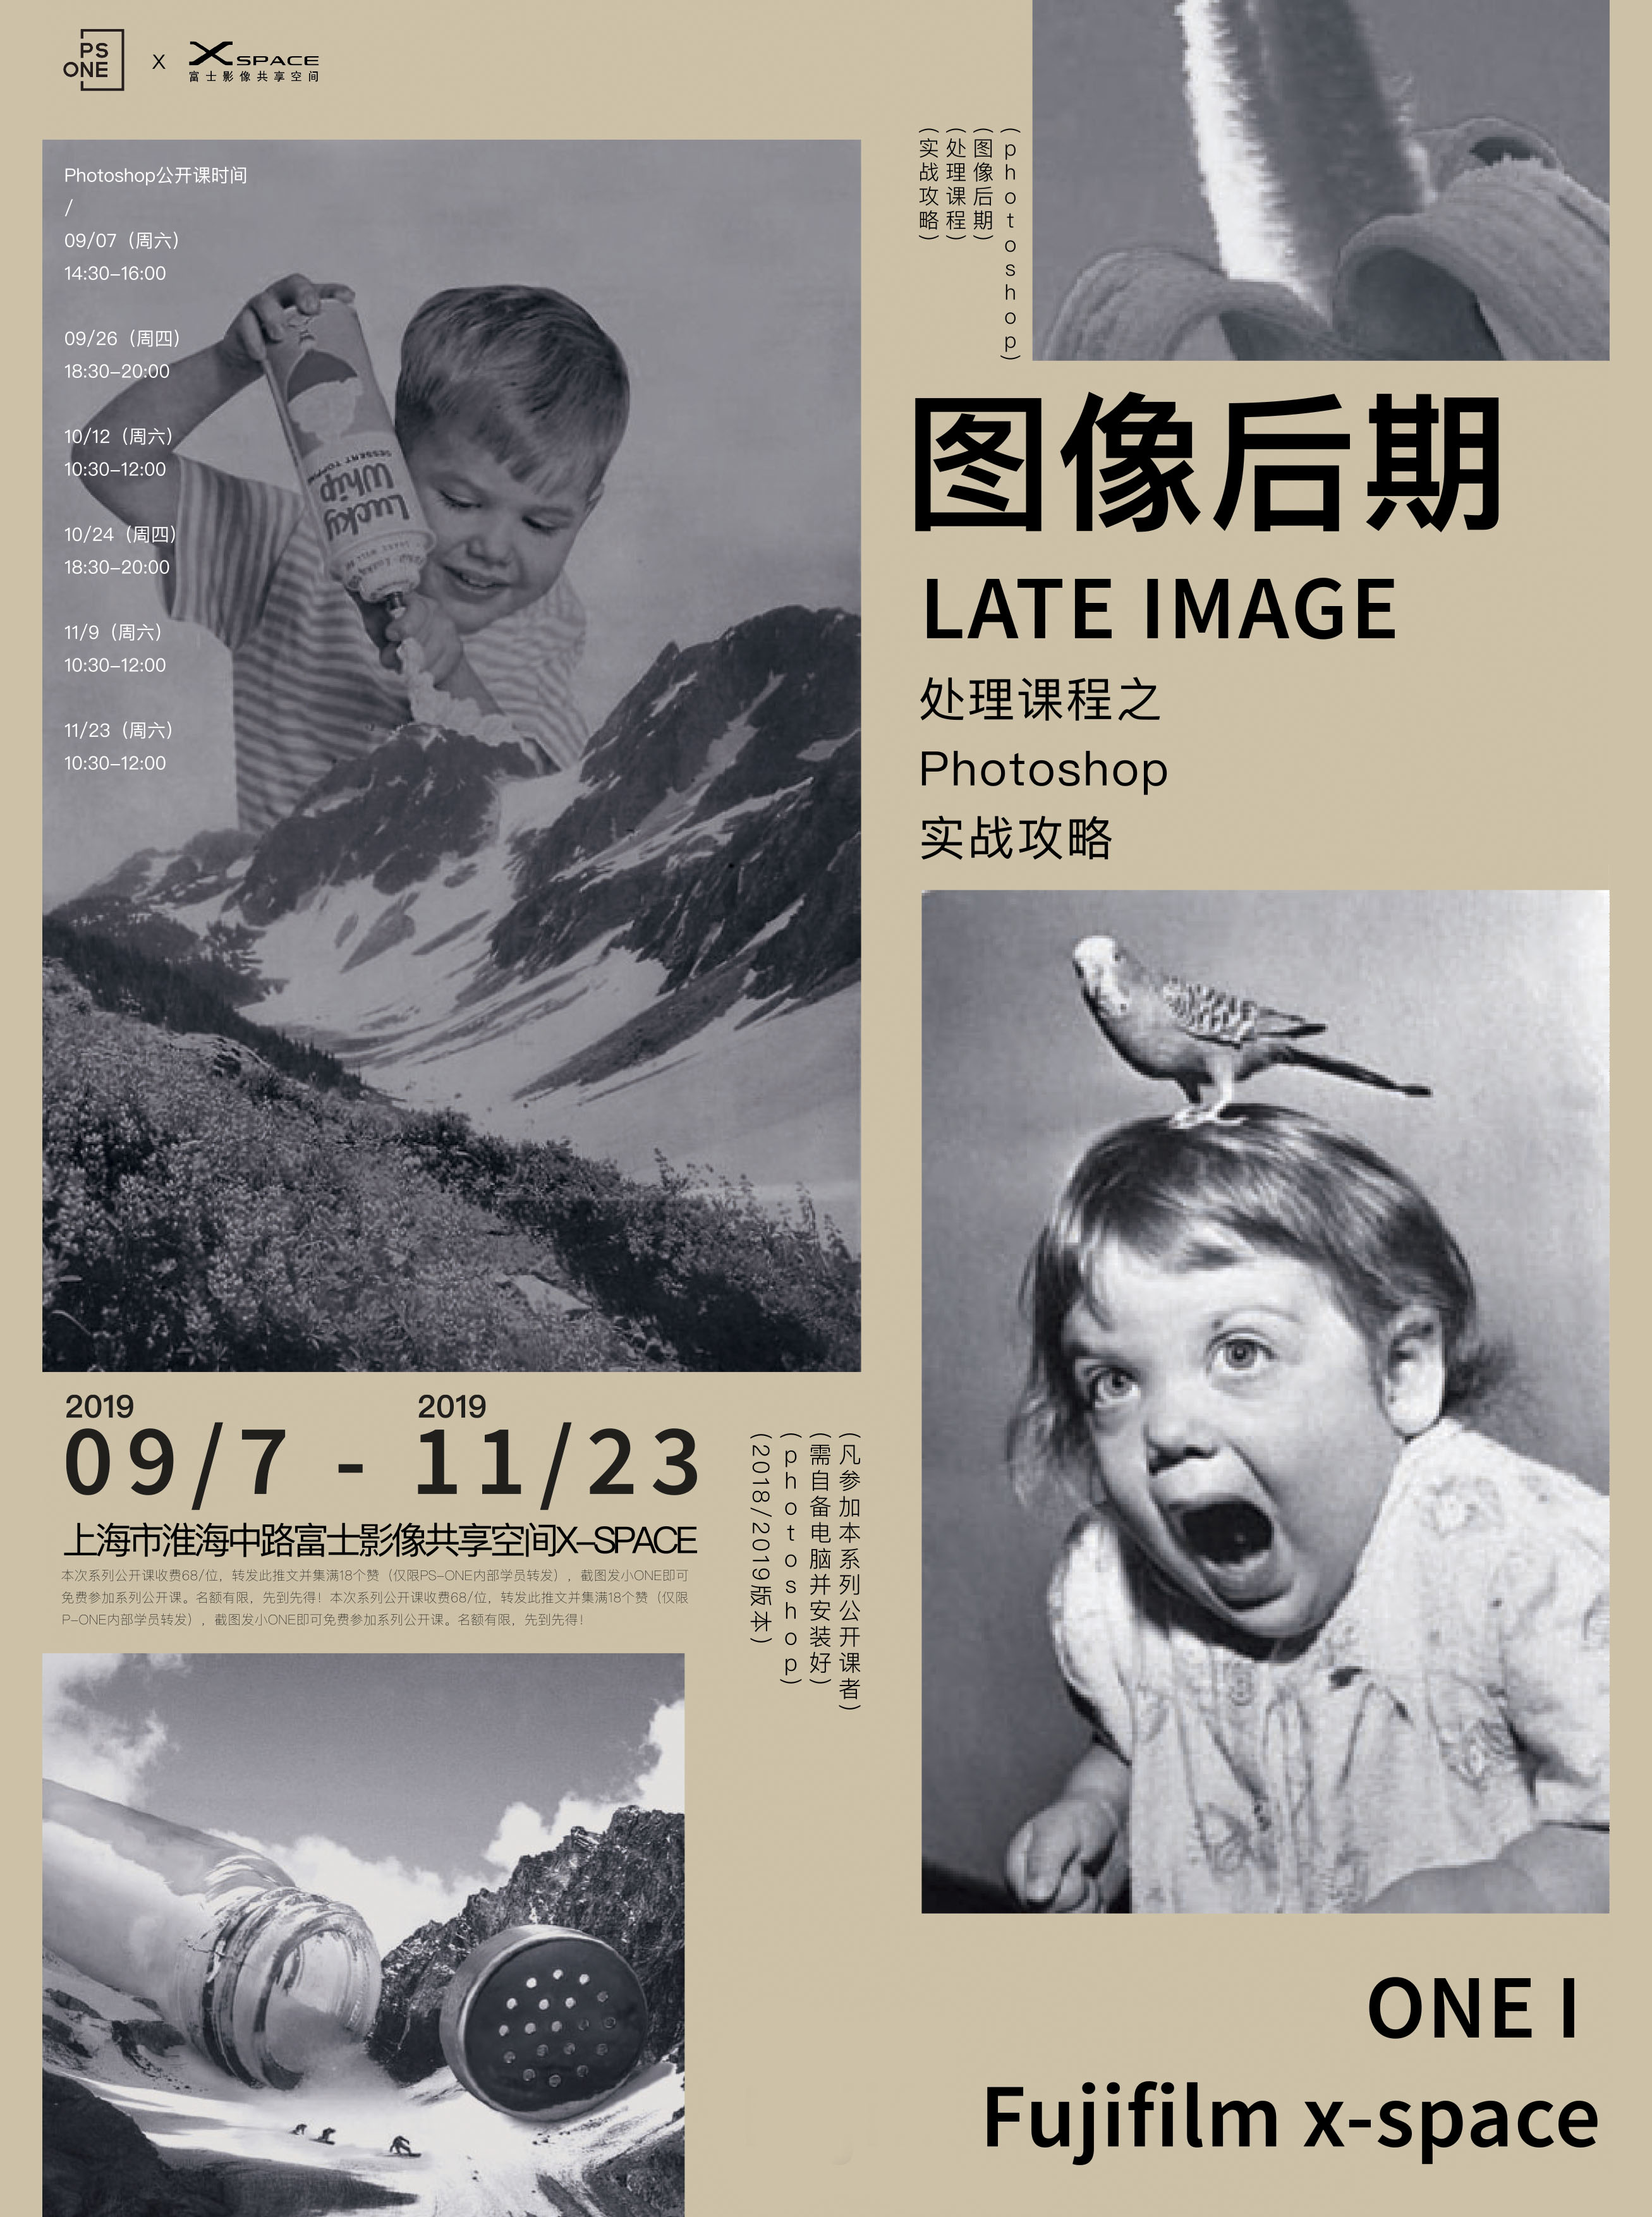 PS
ONE
X
XSPACE
富士影像共享空间
Photoshop公开课时间
/
09/07（周六）
14:30–16:00
09/26（周四）
18:30–20:00
10/12（周六）
10:30–12:00
10/24（周四）
18:30–20:00
11/9（周六）
10:30–12:00
11/23（周六）
10:30–12:00
Lucky
Whip
DESSERT TOPP
（photoshop）
（图像后期）
（处理课程）
（实战攻略）
图像后期
LATE IMAGE
处理课程之
Photoshop
实战攻略
2019
09/7 -
2019
11/23
上海市淮海中路富士影像共享空间X–SPACE
本次系列公开课收费68/位，转发此推文并集满18个赞（仅限PS–ONE内部学员转发），截图发小ONE即可
免费参加系列公开课。名额有限，先到先得！本次系列公开课收费68/位，转发此推文并集满18个赞（仅限
P–ONE内部学员转发），截图发小ONE即可免费参加系列公开课。名额有限，先到先得！
（凡参加本系列公开课者）
（需自备电脑并安装好）
（photoshop）
（2018/2019版本）
ONE I
Fujifilm x-space